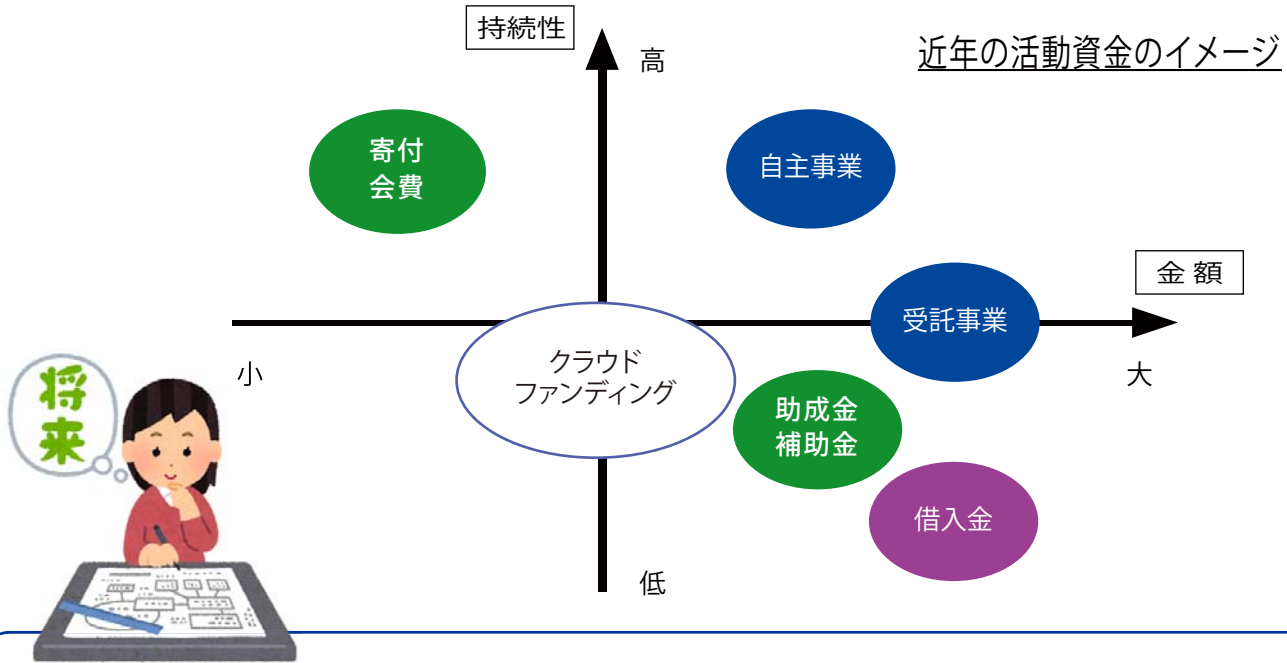 持続性
高
近年の活動資金のイメージ
寄付
会費
自主事業
金額
受託事業
小
大
クラウド
ファンディング
助成金
補助金
借入金
低
将来